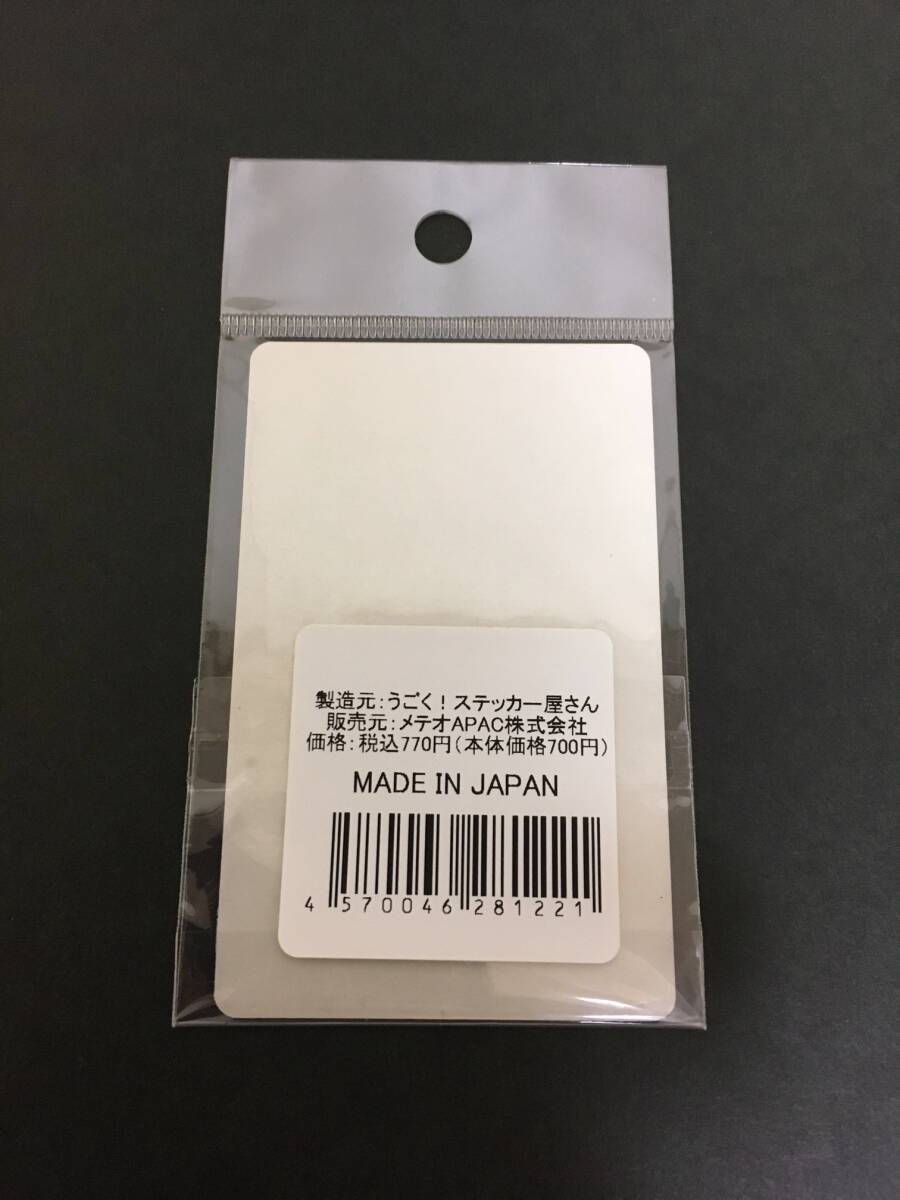 製造元:うごく!ステッカー屋さん
販売元:メテオAPAC株式会社
価格:税込770円(本体価格700円)
MADE IN JAPAN
4 570046 281221